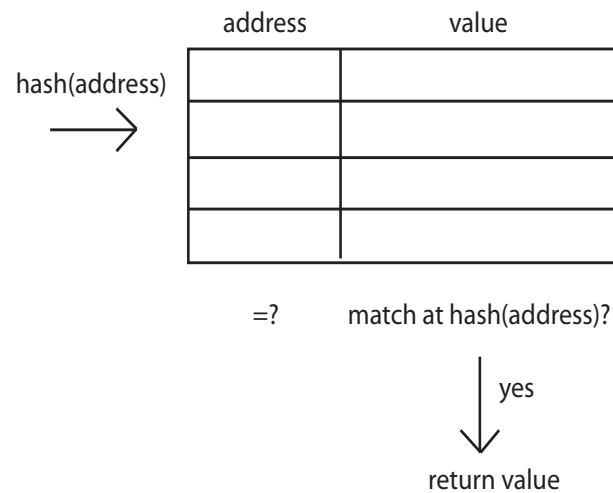 address value
hash(address)
=? match at hash(address)?
yes
return value